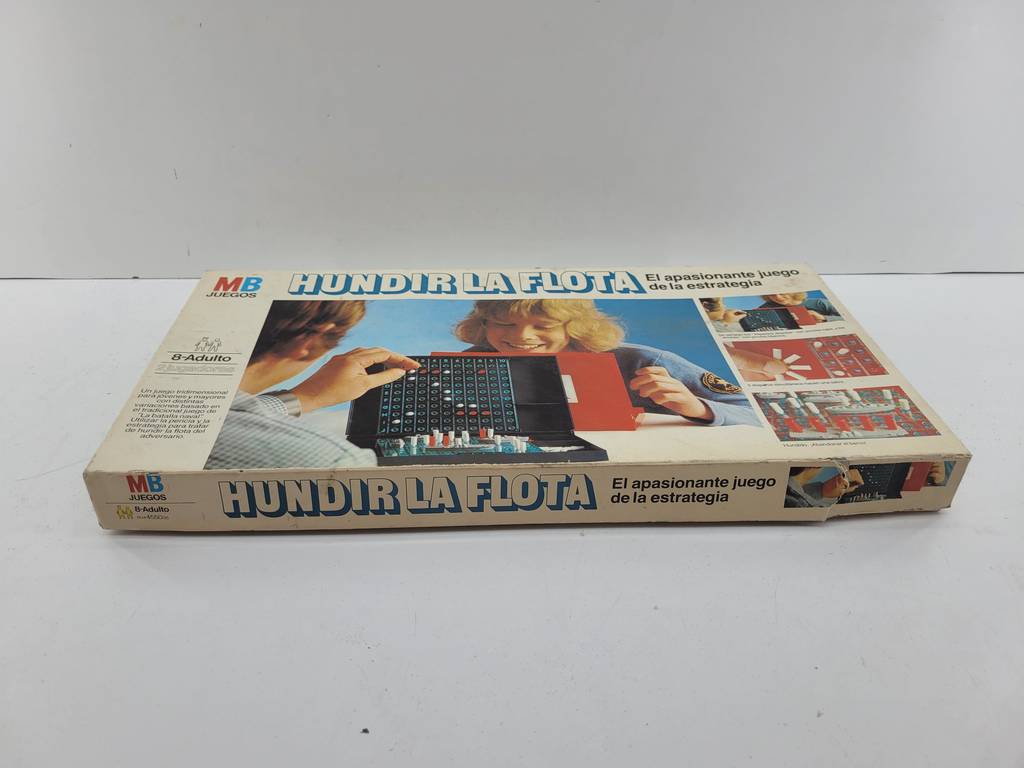 MB
JUEGOS
HUNDIR LA FLOTA
El apasionante juego
de la estrategia
8-Adulto
2 jugadores
Un juego tridimensional
para jóvenes y mayores
con distintas
variaciones basado en
el tradicional juego de
"La batalla naval"
Utilizar la pericia y la
estrategia para tratar
de hundir la flota del
adversario.
MB
JUEGOS
8-Adulto
HUNDIR LA FLOTA
El apasionante juego
de la estrategia